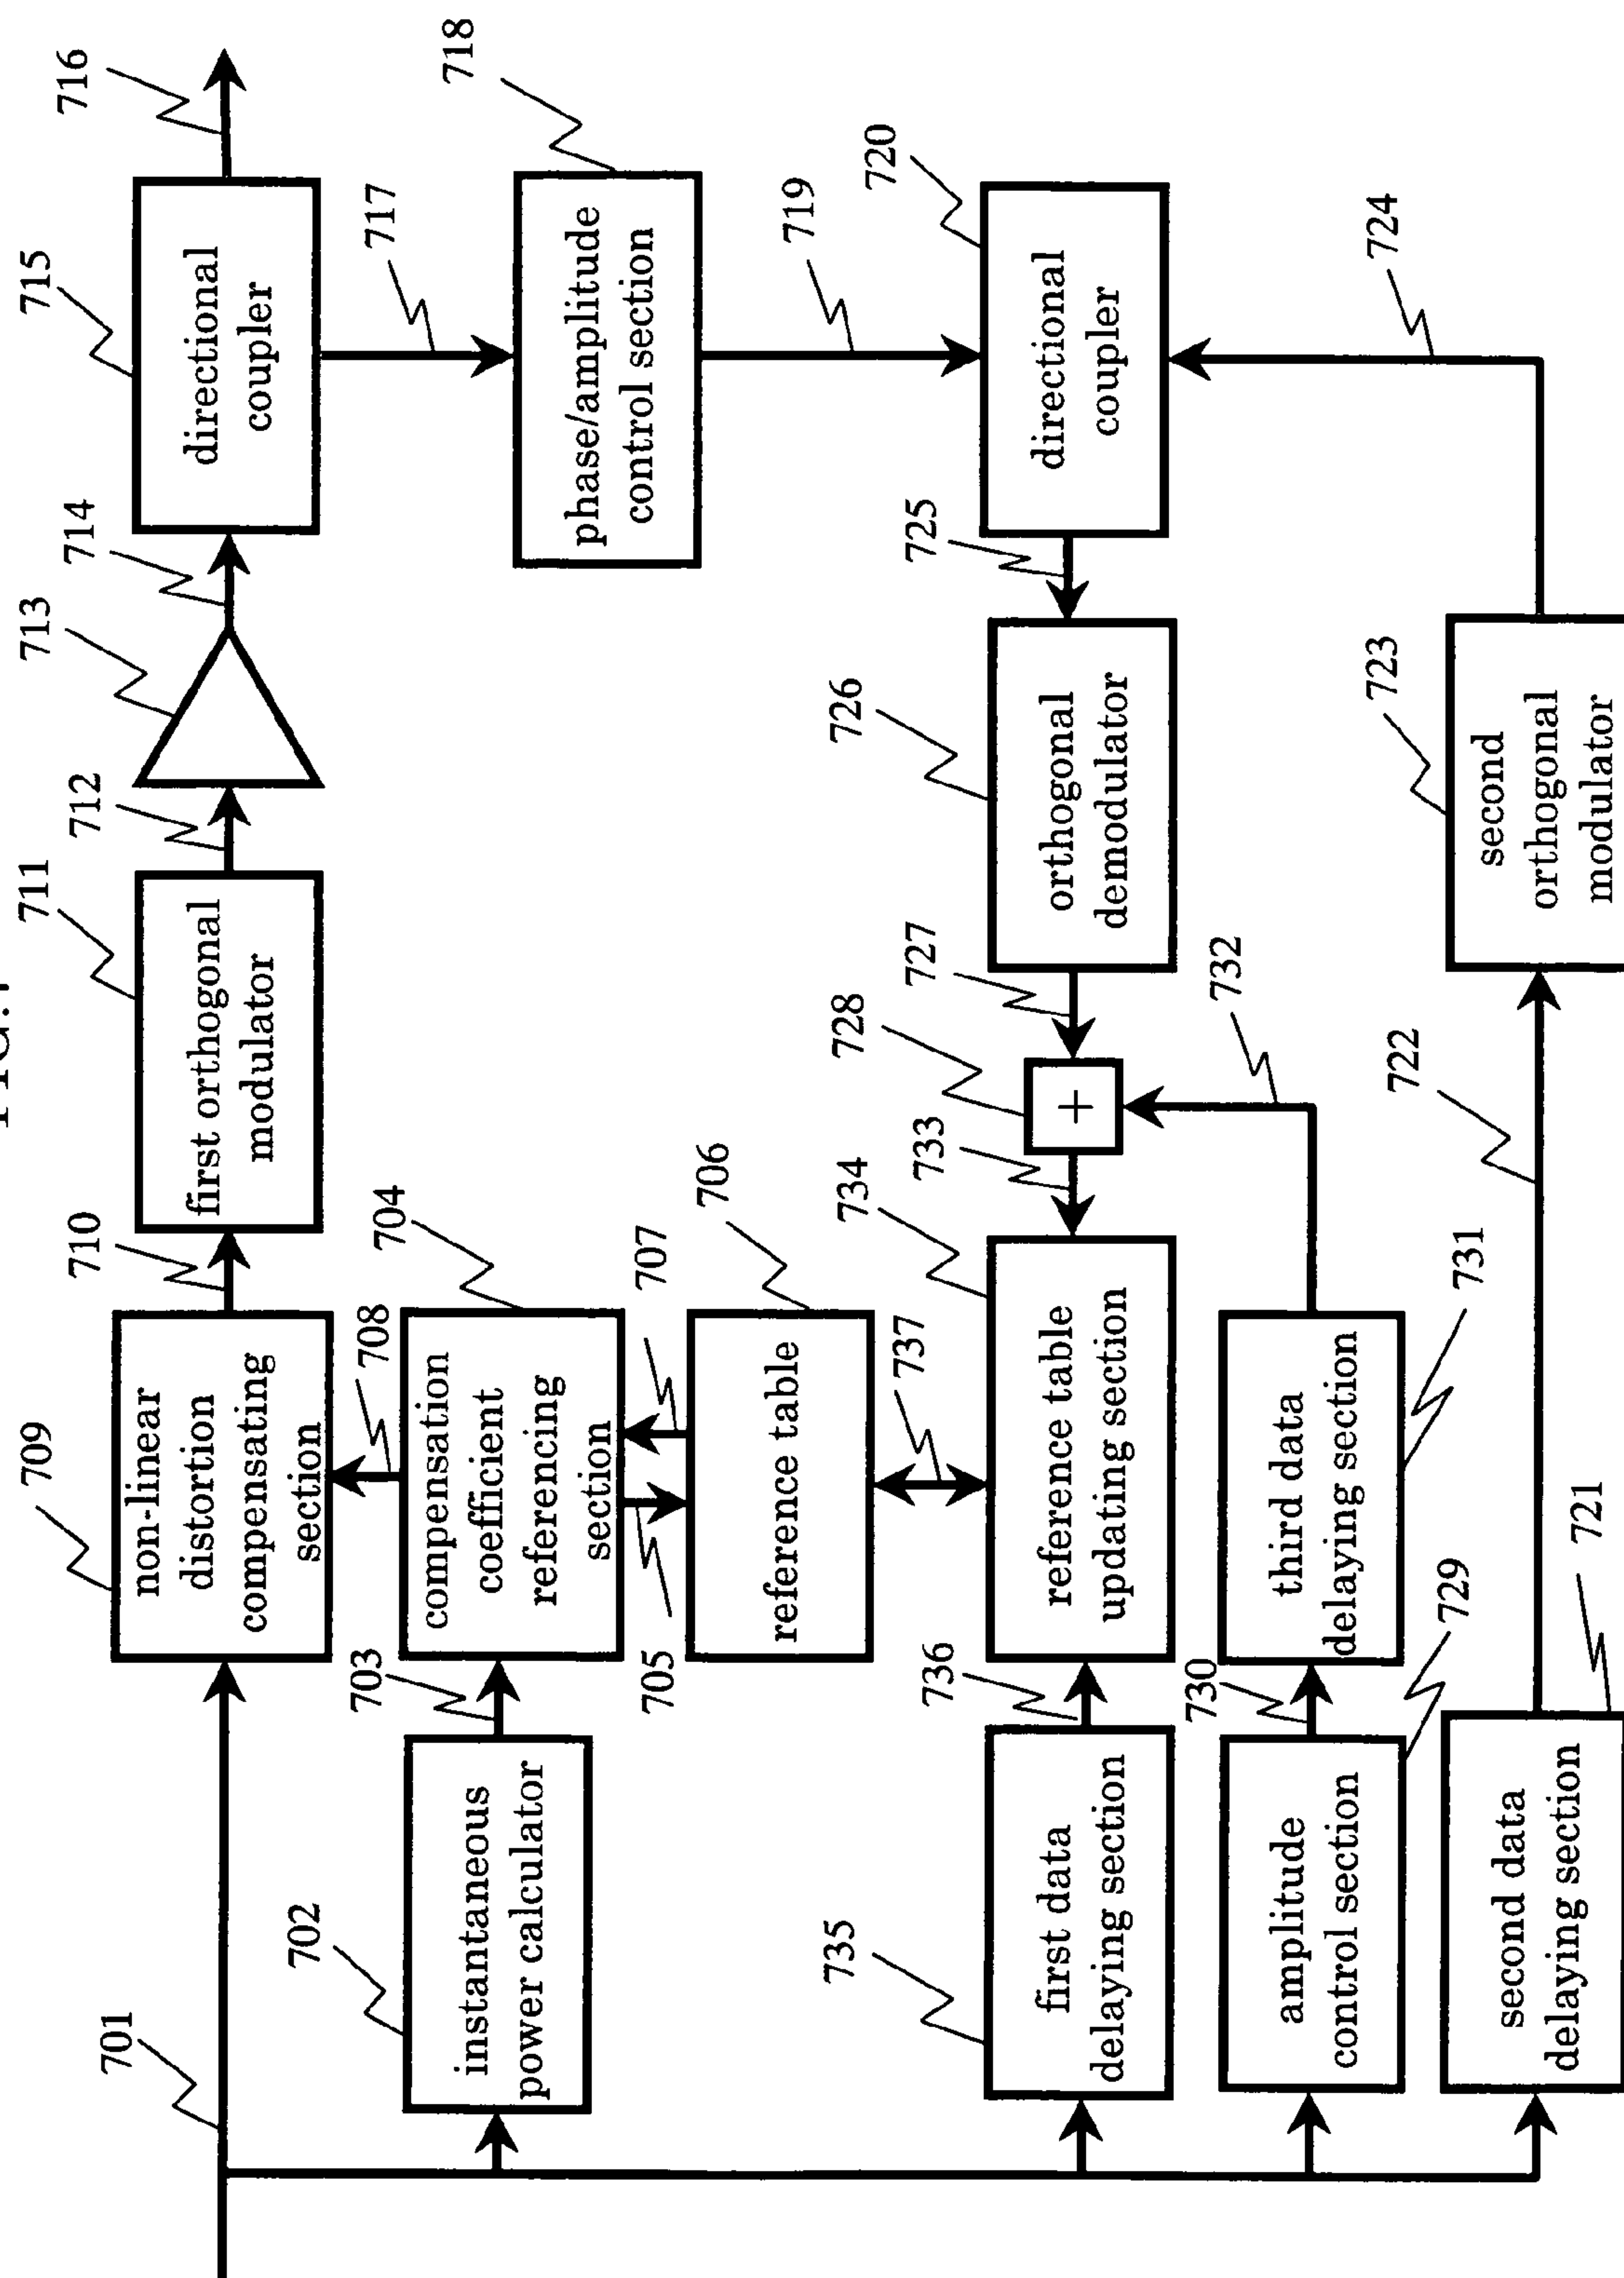 701
709
non-linear
distortion
compensating
section
710
711
first orthogonal
modulator
712
713
714
715
directional
coupler
716
702
instantaneous
power calculator
703
704
compensation
coefficient
referencing
section
708
705
707
706
reference table
717
718
phase/amplitude
control section
719
720
directional
coupler
737
735
first data
delaying section
736
734
reference table
updating section
733
728
+
727
726
orthogonal
demodulator
725
724
729
amplitude
control section
730
731
third data
delaying section
732
721
second data
delaying section
722
723
second
orthogonal
modulator